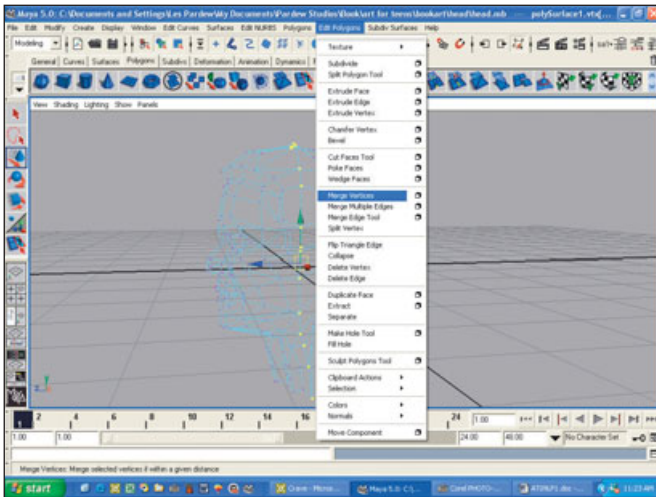 Maya 5.0: C:\Documents and Settings\Les Pardew\My Documents\Pardew Studios\Book\art for teens\bookart\head\head.mb --- polySurface1.vtx[...
File Edit Modify Create Display Window Edit Curves Surfaces Edit NURBS Polygons Edit Polygons Subdiv Surfaces Help
Modeling
General Curves Surfaces Polygons Subdivs Deformation Animation Dynamics
View Shading Lighting Show Panels
Texture
Subdivide
Split Polygon Tool
Extrude Face
Extrude Edge
Extrude Vertex
Chamfer Vertex
Bevel
Cut Faces Tool
Poke Faces
Wedge Faces
Merge Vertices
Merge Multiple Edges
Merge Edge Tool
Split Vertex
Flip Triangle Edge
Collapse
Delete Vertex
Delete Edge
Duplicate Face
Extract
Separate
Make Hole Tool
Fill Hole
Sculpt Polygons Tool
Clipboard Actions
Selection
Colors
Normals
Move Component
2 4 6 8 10 12 14 16 24 1.00
1.00 1.00 24.00 48.00 No Character Set
Merge Vertices: Merge selected vertices if within a given distance
start Maya 5.0: C:\... Corel PHOTO-... 11:23 AM